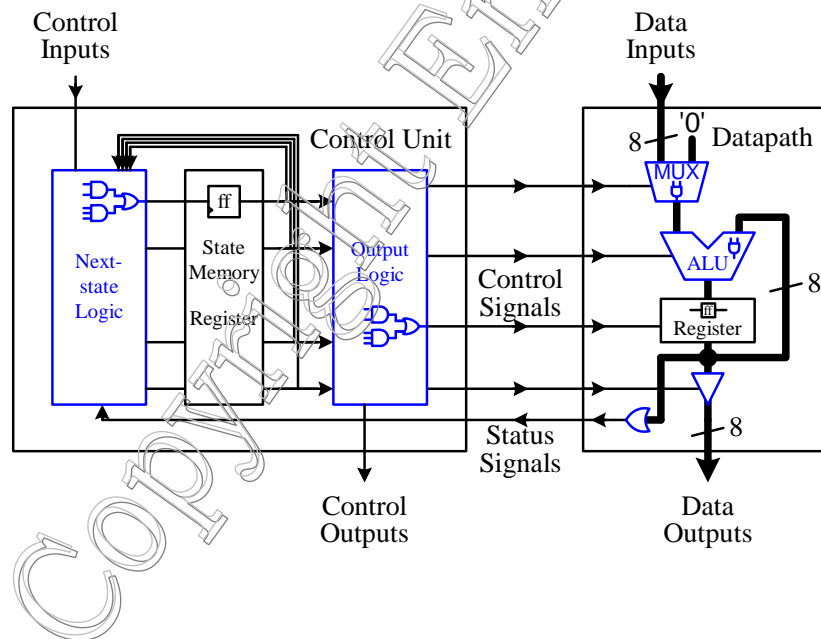 Control
Inputs
Data
Inputs
Control Unit
8
'0'
Datapath
MUX
ff
State
Memory
Register
Next-
state
Logic
Output
Logic
ALU
Control
Signals
8
ff
Register
Status
Signals
8
Control
Outputs
Data
Outputs
Copyright